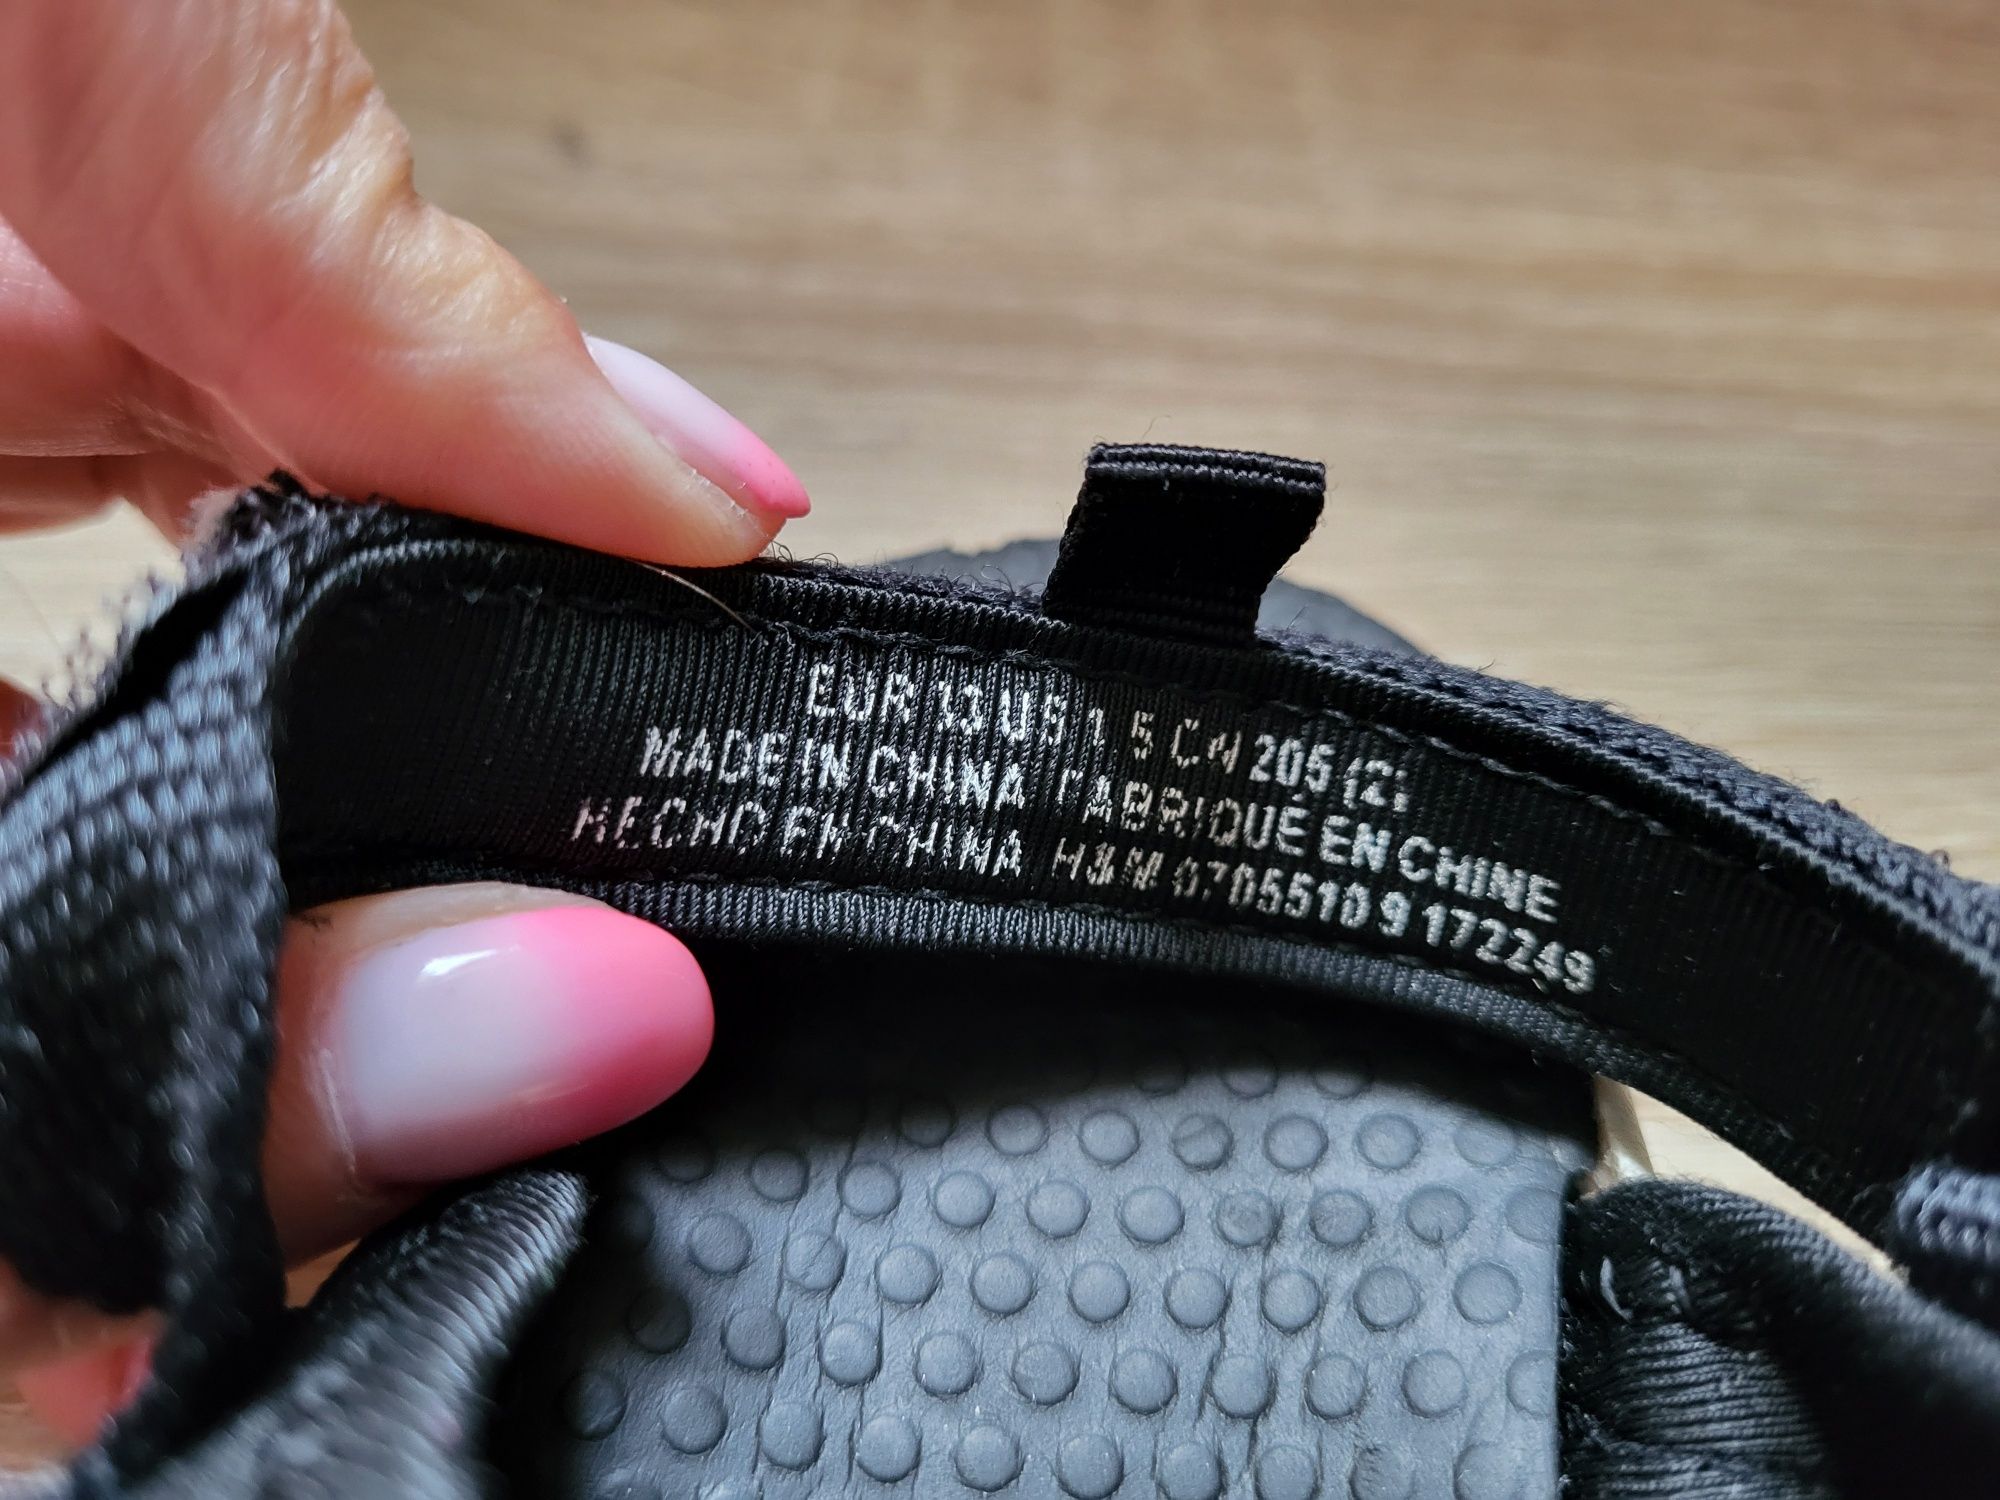 EUR 33 US 1 5 CN 205 (2)
MADE IN CHINA FABRIQUÉ EN CHINE
HECHO EN CHINA H&M 0705510 9 172249